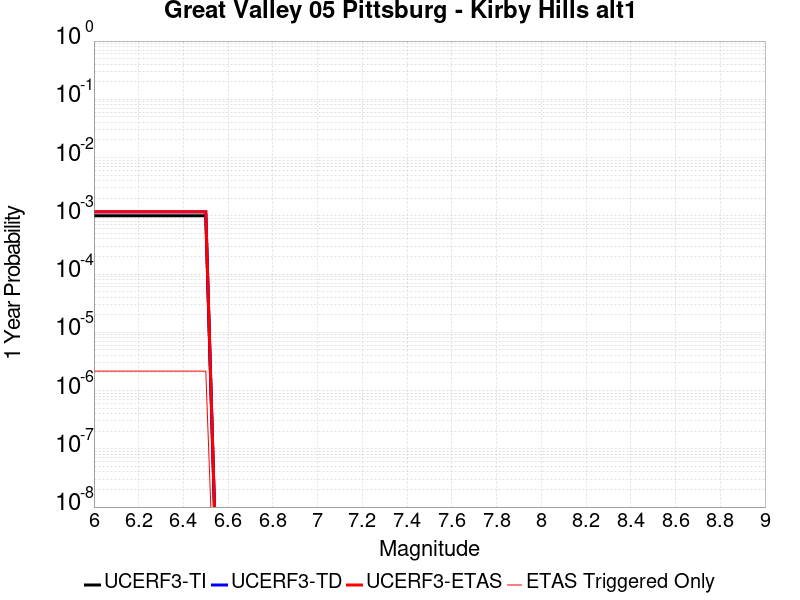 Great Valley 05 Pittsburg - Kirby Hills alt1
10^0
10^-1
10^-2
10^-3
10^-4
10^-5
10^-6
10^-7
10^-8
1 Year Probability
6 6.2 6.4 6.6 6.8 7 7.2 7.4 7.6 7.8 8 8.2 8.4 8.6 8.8 9
Magnitude
UCERF3-TI UCERF3-TD UCERF3-ETAS ETAS Triggered Only